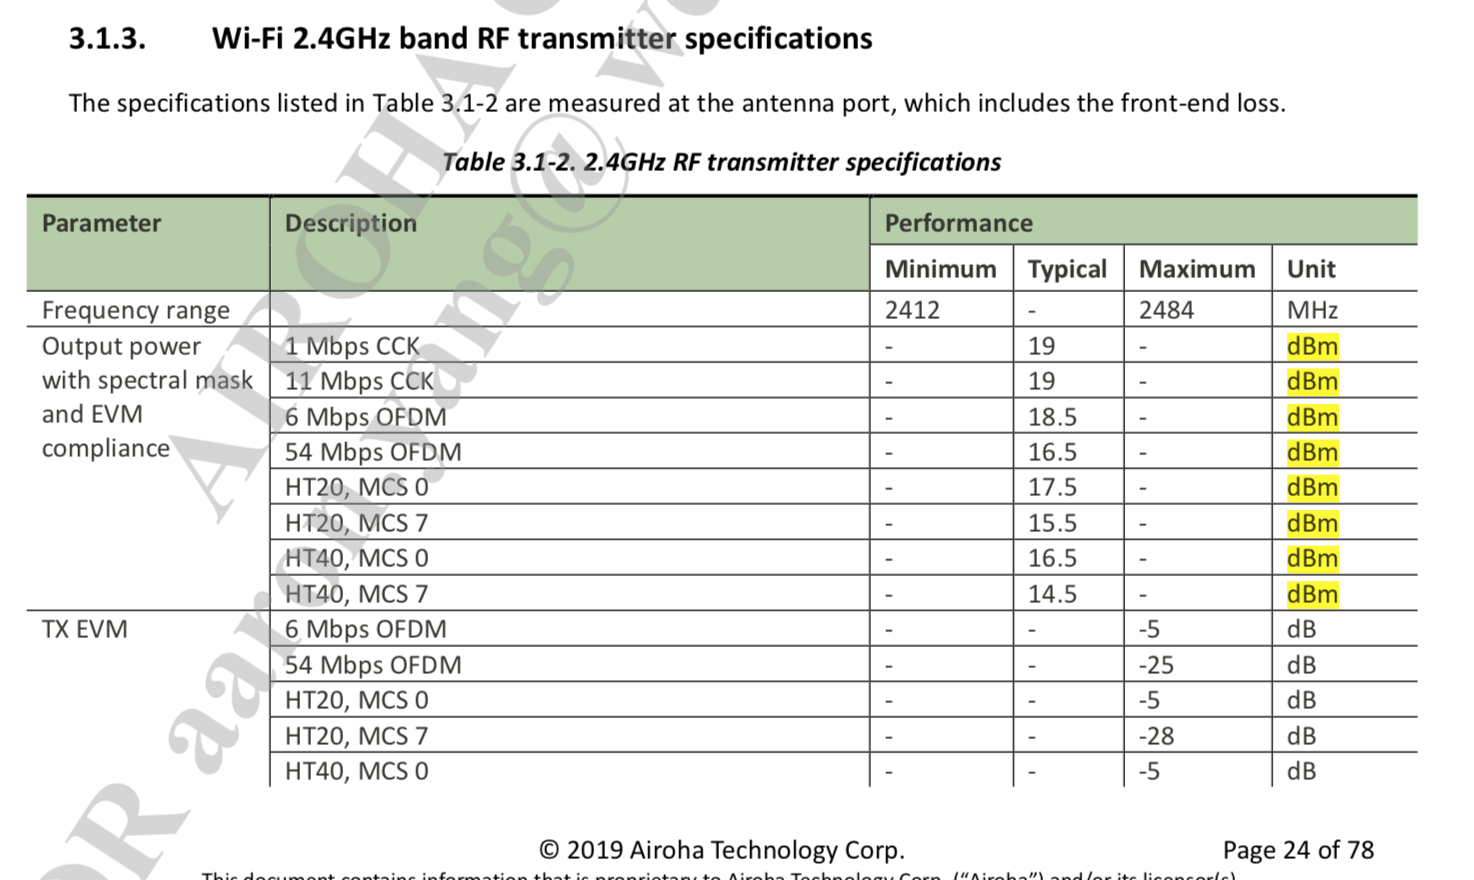 3.1.3. Wi-Fi 2.4GHz band RF transmitter specifications
The specifications listed in Table 3.1-2 are measured at the antenna port, which includes the front-end loss.
Table 3.1-2. 2.4GHz RF transmitter specifications
Parameter Description Performance
Minimum Typical Maximum Unit
Frequency range 2412 - 2484 MHz
Output power with spectral mask and EVM compliance 1 Mbps CCK - 19 - dBm
11 Mbps CCK - 19 - dBm
6 Mbps OFDM - 18.5 - dBm
54 Mbps OFDM - 16.5 - dBm
HT20, MCS 0 - 17.5 - dBm
HT20, MCS 7 - 15.5 - dBm
HT40, MCS 0 - 16.5 - dBm
HT40, MCS 7 - 14.5 - dBm
TX EVM 6 Mbps OFDM - - -5 dB
54 Mbps OFDM - - -25 dB
HT20, MCS 0 - - -5 dB
HT20, MCS 7 - - -28 dB
HT40, MCS 0 - - -5 dB
© 2019 Airoha Technology Corp. Page 24 of 78
This document contains information that is proprietary to Airoha Technology Corp. (“Airoha”) and/or its licensor(s)
AIROHA
OR aaron.yang@